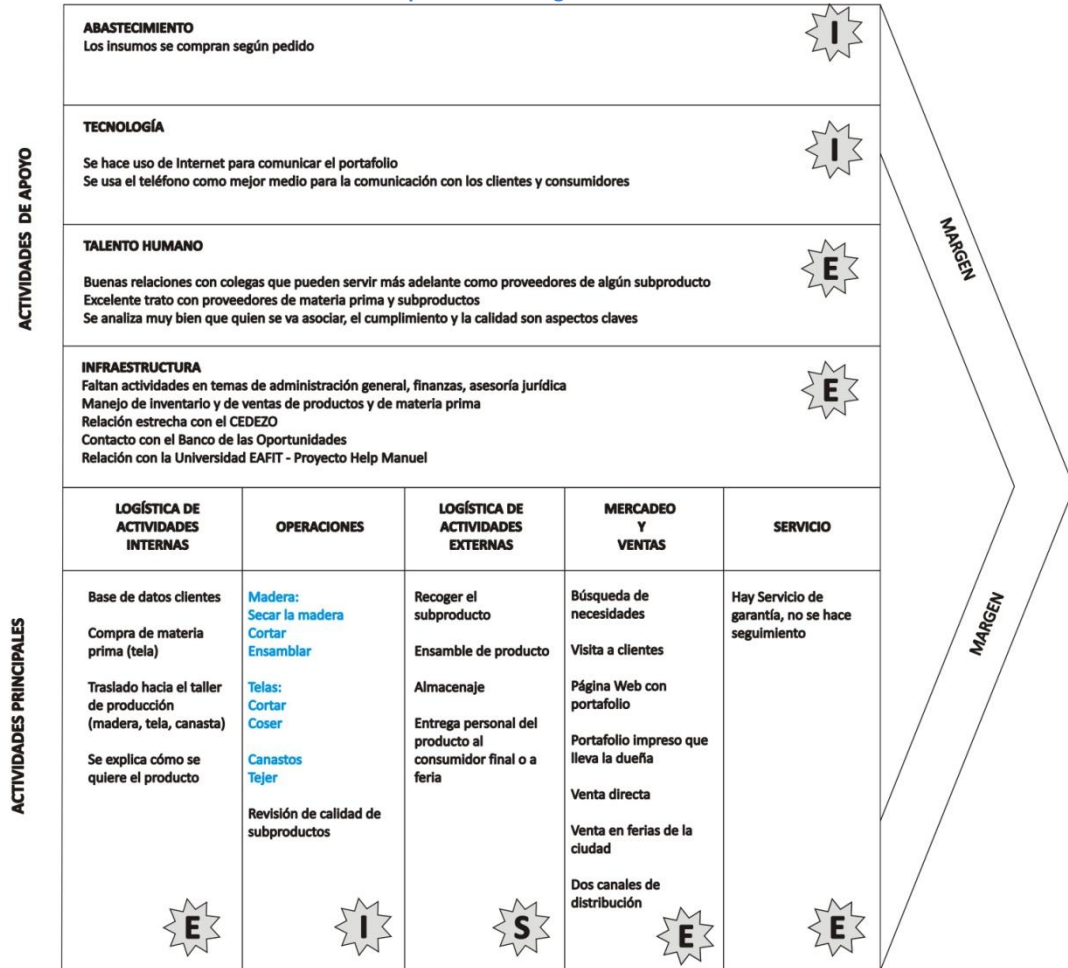 ABASTECIMIENTO
Los insumos se compran según pedido
I
TECNOLOGÍA
Se hace uso de Internet para comunicar el portafolio
Se usa el teléfono como mejor medio para la comunicación con los clientes y consumidores
I
ACTIVIDADES DE APOYO
TALENTO HUMANO
Buenas relaciones con colegas que pueden servir más adelante como proveedores de algún subproducto
Excelente trato con proveedores de materia prima y subproductos
Se analiza muy bien que quien se va asociar, el cumplimiento y la calidad son aspectos claves
E
INFRAESTRUCTURA
Faltan actividades en temas de administración general, finanzas, asesoría jurídica
Manejo de inventario y de ventas de productos y de materia prima
Relación estrecha con el CEDEZO
Contacto con el Banco de las Oportunidades
Relación con la Universidad EAFIT - Proyecto Help Manuel
E
MARGEN
MARGEN
ACTIVIDADES PRINCIPALES
LOGÍSTICA DE
ACTIVIDADES
INTERNAS
Base de datos clientes
Compra de materia
prima (tela)
Traslado hacia el taller
de producción
(madera, tela, canasta)
Se explica cómo se
quiere el producto
E
OPERACIONES
Madera:
Secar la madera
Cortar
Ensamblar
Telas:
Cortar
Coser
Canastos
Tejer
Revisión de calidad de
subproductos
I
LOGÍSTICA DE
ACTIVIDADES
EXTERNAS
Recoger el
subproducto
Ensamble de producto
Almacenaje
Entrega personal del
producto al
consumidor final o a
feria
S
MERCADEO
Y
VENTAS
Búsqueda de
necesidades
Visita a clientes
Página Web con
portafolio
Portafolio impreso que
lleva la dueña
Venta directa
Venta en ferias de la
ciudad
Dos canales de
distribución
E
SERVICIO
Hay Servicio de
garantía, no se hace
seguimiento
E